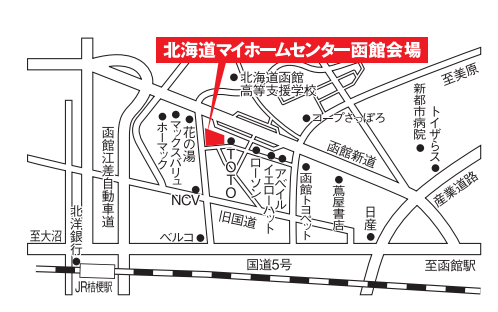 北海道マイホームセンター函館会場
北海道函館
高等支援学校
至美原
コープさっぽろ
新都市病院
トイザらス
函館新道
産業道路
ホーマック
マックスバリュ
花の湯
TOTO
ローソン
イエローハット
アベイル
函館トヨペット
蔦屋書店
日産
函館江差自動車道
NCV
旧国道
ベルコ
至大沼
北洋銀行
国道5号
至函館駅
JR桔梗駅